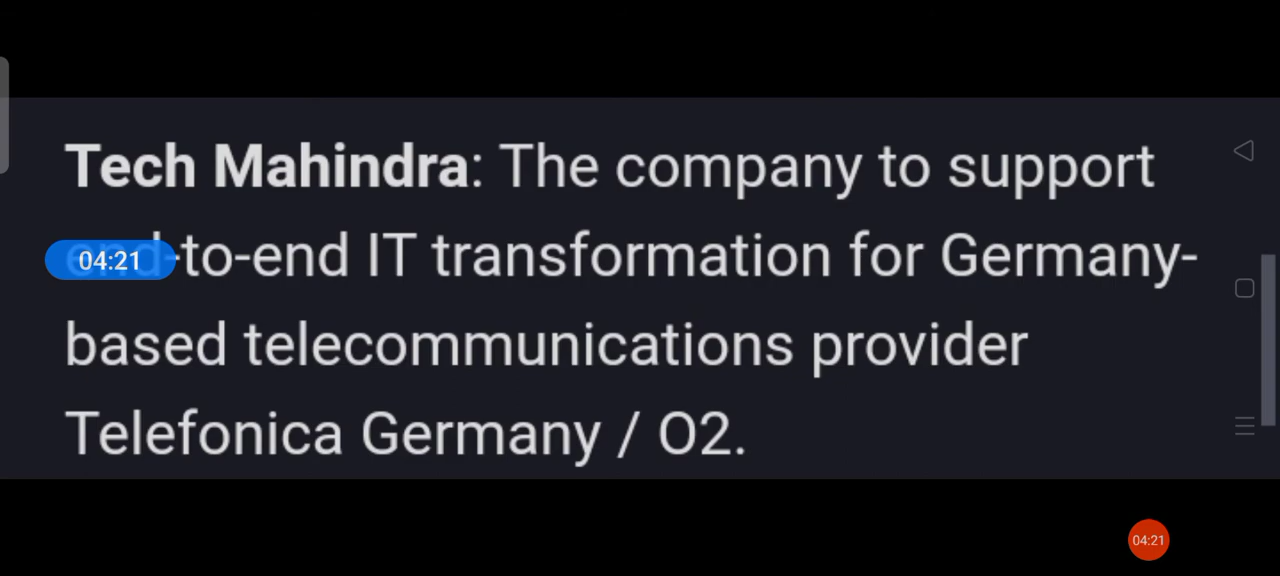 Tech Mahindra: The company to support
04:21
end-to-end IT transformation for Germany-
based telecommunications provider
Telefonica Germany / O2.
04:21